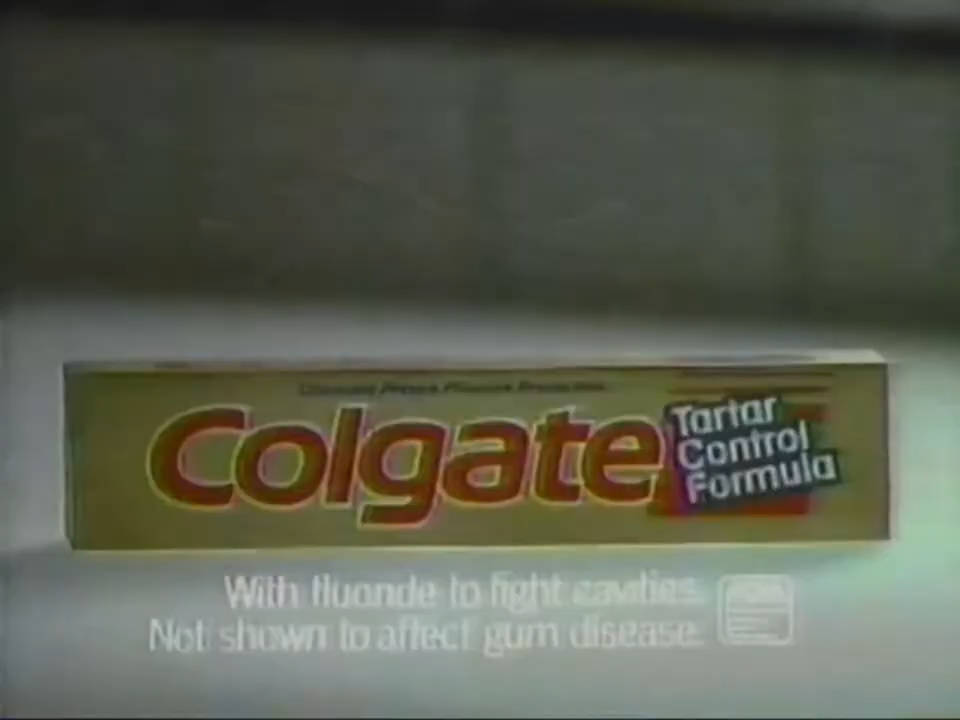 Colgate
Tartar
Control
Formula
With fluoride to fight cavities.
Not shown to affect gum disease.